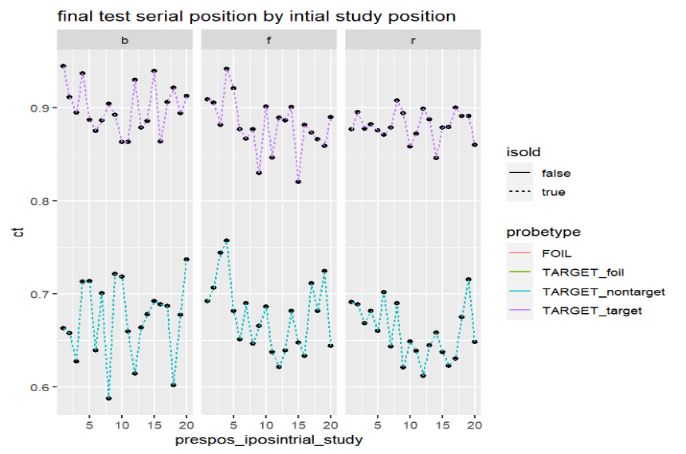 final test serial position by intial study position
b f r
0.9
0.8
0.7
0.6
ct
5 10 15 20 5 10 15 20 5 10 15 20
prespos_iposintrial_study
isold
false
true
probetype
FOIL
TARGET_foil
TARGET_nontarget
TARGET_target